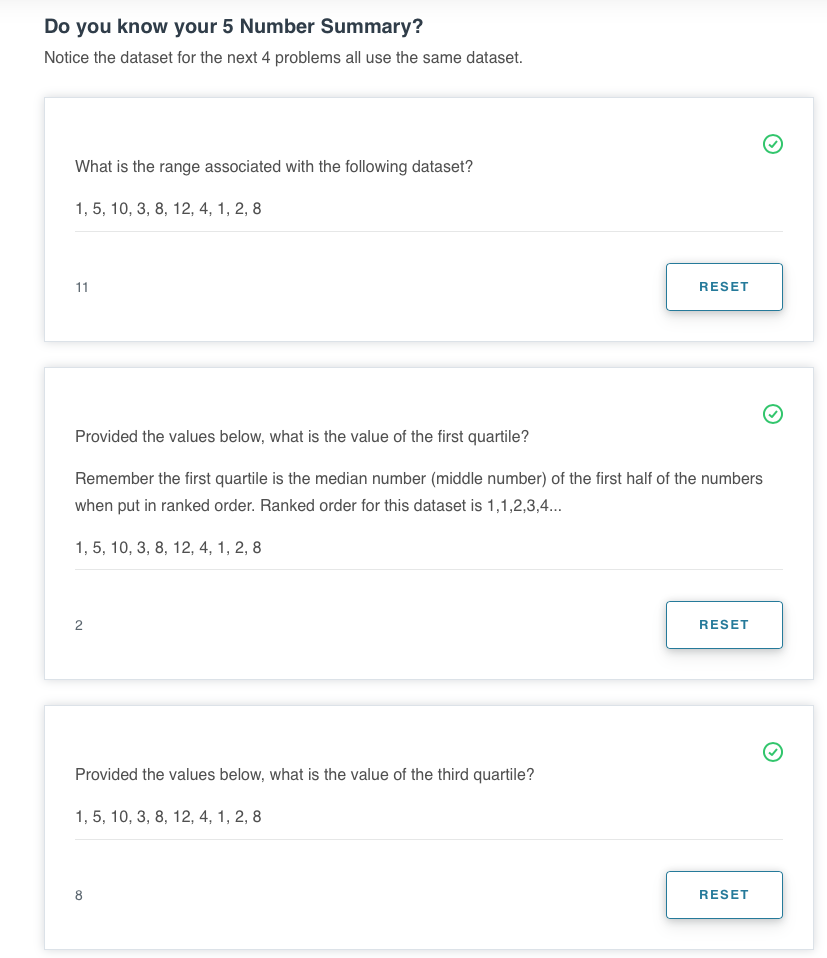 Do you know your 5 Number Summary?
Notice the dataset for the next 4 problems all use the same dataset.
What is the range associated with the following dataset?
1, 5, 10, 3, 8, 12, 4, 1, 2, 8
11
RESET
Provided the values below, what is the value of the first quartile?
Remember the first quartile is the median number (middle number) of the first half of the numbers
when put in ranked order. Ranked order for this dataset is 1,1,2,3,4...
1, 5, 10, 3, 8, 12, 4, 1, 2, 8
2
RESET
Provided the values below, what is the value of the third quartile?
1, 5, 10, 3, 8, 12, 4, 1, 2, 8
8
RESET